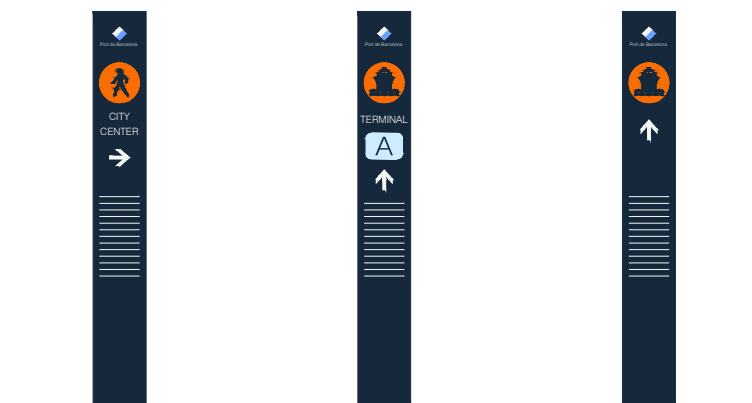 Port de Barcelona
CITY
CENTER
Port de Barcelona
TERMINAL
A
Port de Barcelona